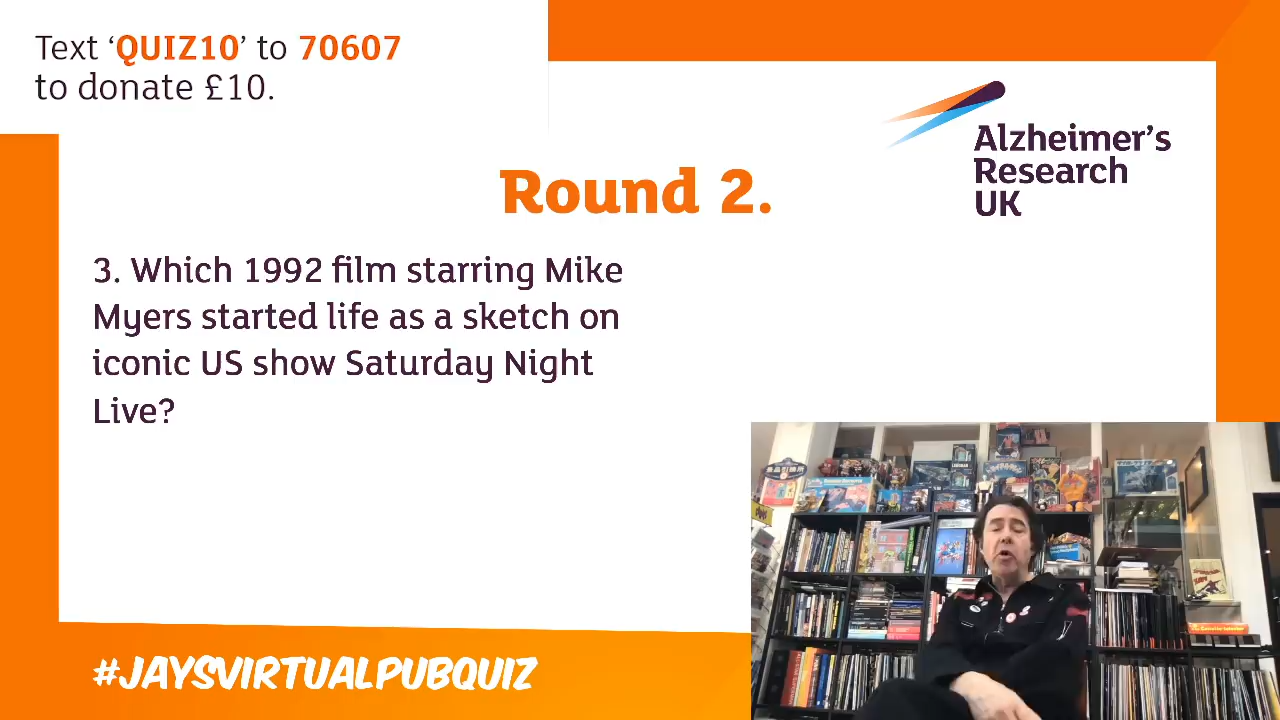 Text ‘QUIZ10’ to 70607
to donate £10.
Alzheimer’s
Research
UK
Round 2.
3. Which 1992 film starring Mike
Myers started life as a sketch on
iconic US show Saturday Night
Live?
#JAYSVIRTUALPUBQUIZ